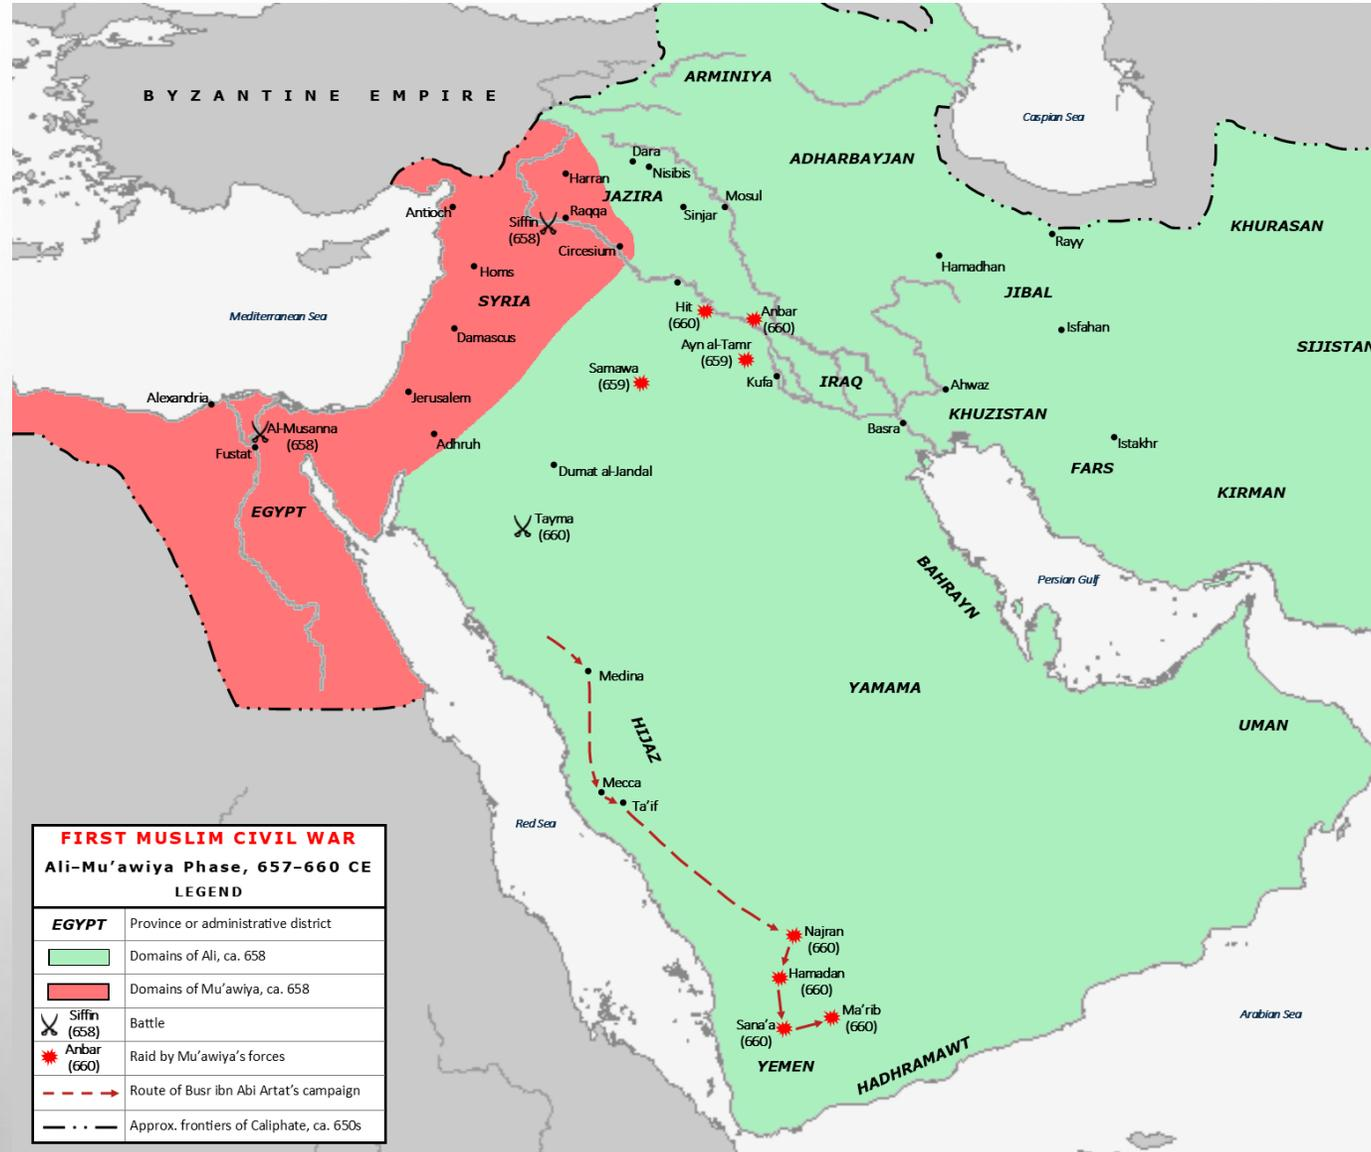 ARMINIYA
BYZANTINE EMPIRE
Caspian Sea
Dara
ADHARBAYJAN
Nisibis
Harran
JAZIRA
Mosul
Antioch
Raqqa
Sinjar
Siffin
(658)
KHURASAN
Circesium
Rayy
Homs
Hamadhan
SYRIA
JIBAL
Mediterranean Sea
Hit
(660)
Anbar
(660)
Isfahan
Damascus
Ayn al-Tamr
(659)
SIJISTAN
Samawa
(659)
Kufa
IRAQ
Ahwaz
Alexandria
Jerusalem
KHUZISTAN
Al-Musanna
(658)
Basra
Adhruh
Istakhr
Fustat
Dumat al-Jandal
FARS
KIRMAN
EGYPT
Tayma
(660)
BAHRAYN
Persian Gulf
Medina
YAMAMA
HIJAZ
UMAN
Mecca
Ta'if
Red Sea
Najran
(660)
Hamadan
(660)
Ma'rib
(660)
Sana'a
(660)
Arabian Sea
YEMEN
HADHRAMAWT
FIRST MUSLIM CIVIL WAR
Ali–Mu'awiya Phase, 657–660 CE
LEGEND
EGYPT Province or administrative district
Domains of Ali, ca. 658
Domains of Mu'awiya, ca. 658
Siffin
(658) Battle
Anbar
(660) Raid by Mu'awiya's forces
Route of Busr ibn Abi Artat's campaign
Approx. frontiers of Caliphate, ca. 650s